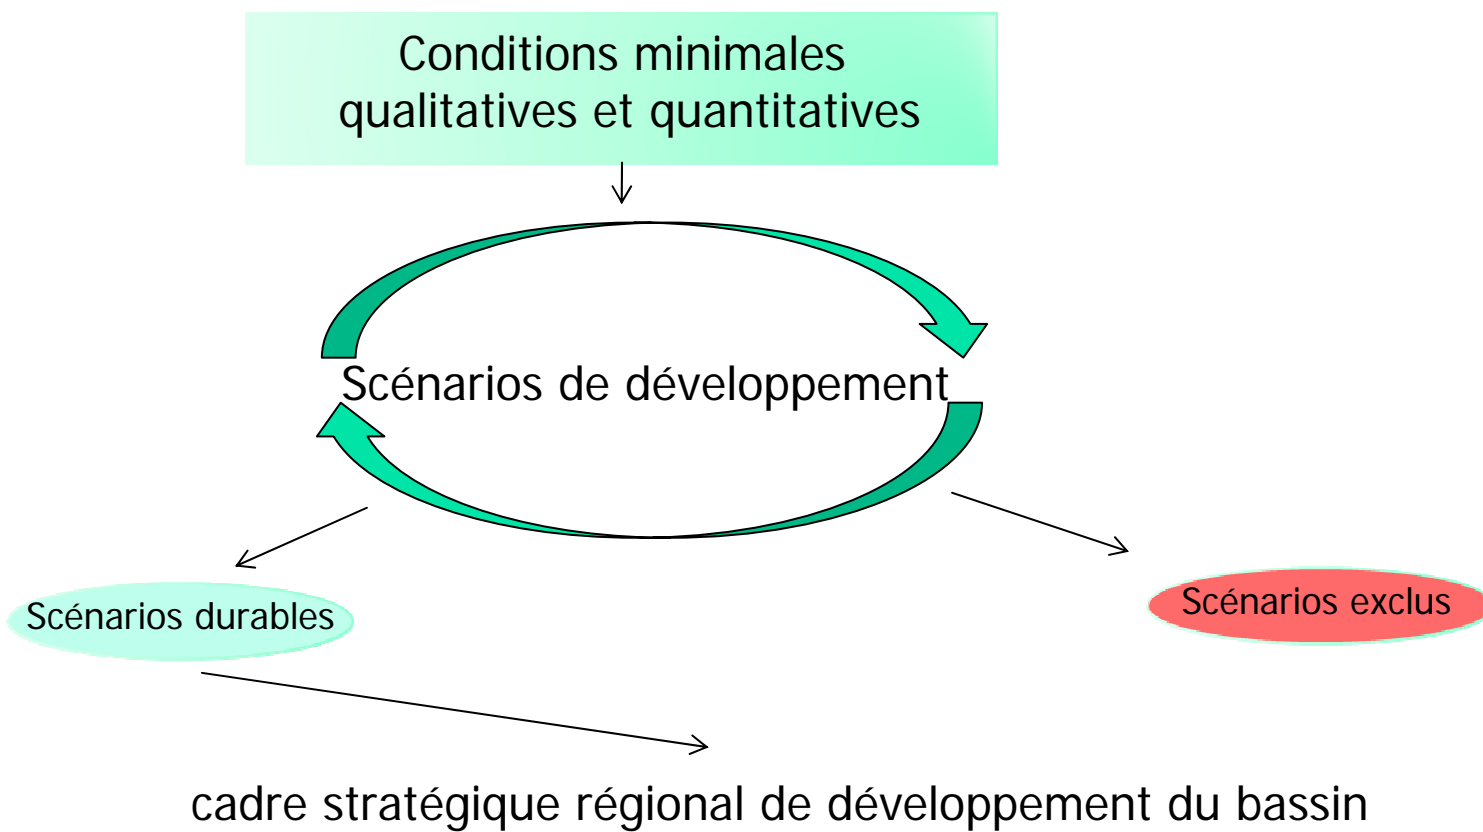 Conditions minimales
qualitatives et quantitatives
Scénarios de développement
Scénarios durables
Scénarios exclus
cadre stratégique régional de développement du bassin